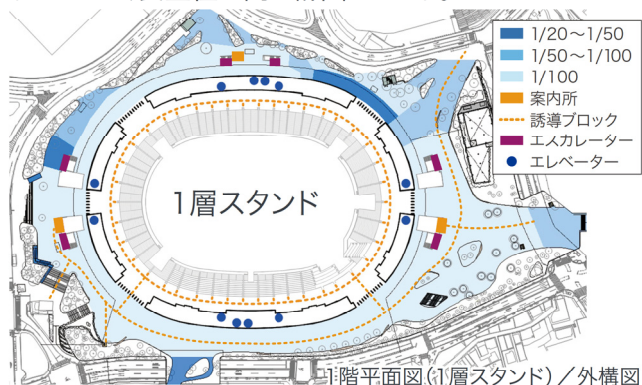 1/20〜1/50
1/50〜1/100
1/100
案内所
誘導ブロック
エスカレーター
エレベーター
1層スタンド
1階平面図(1層スタンド)/外構図